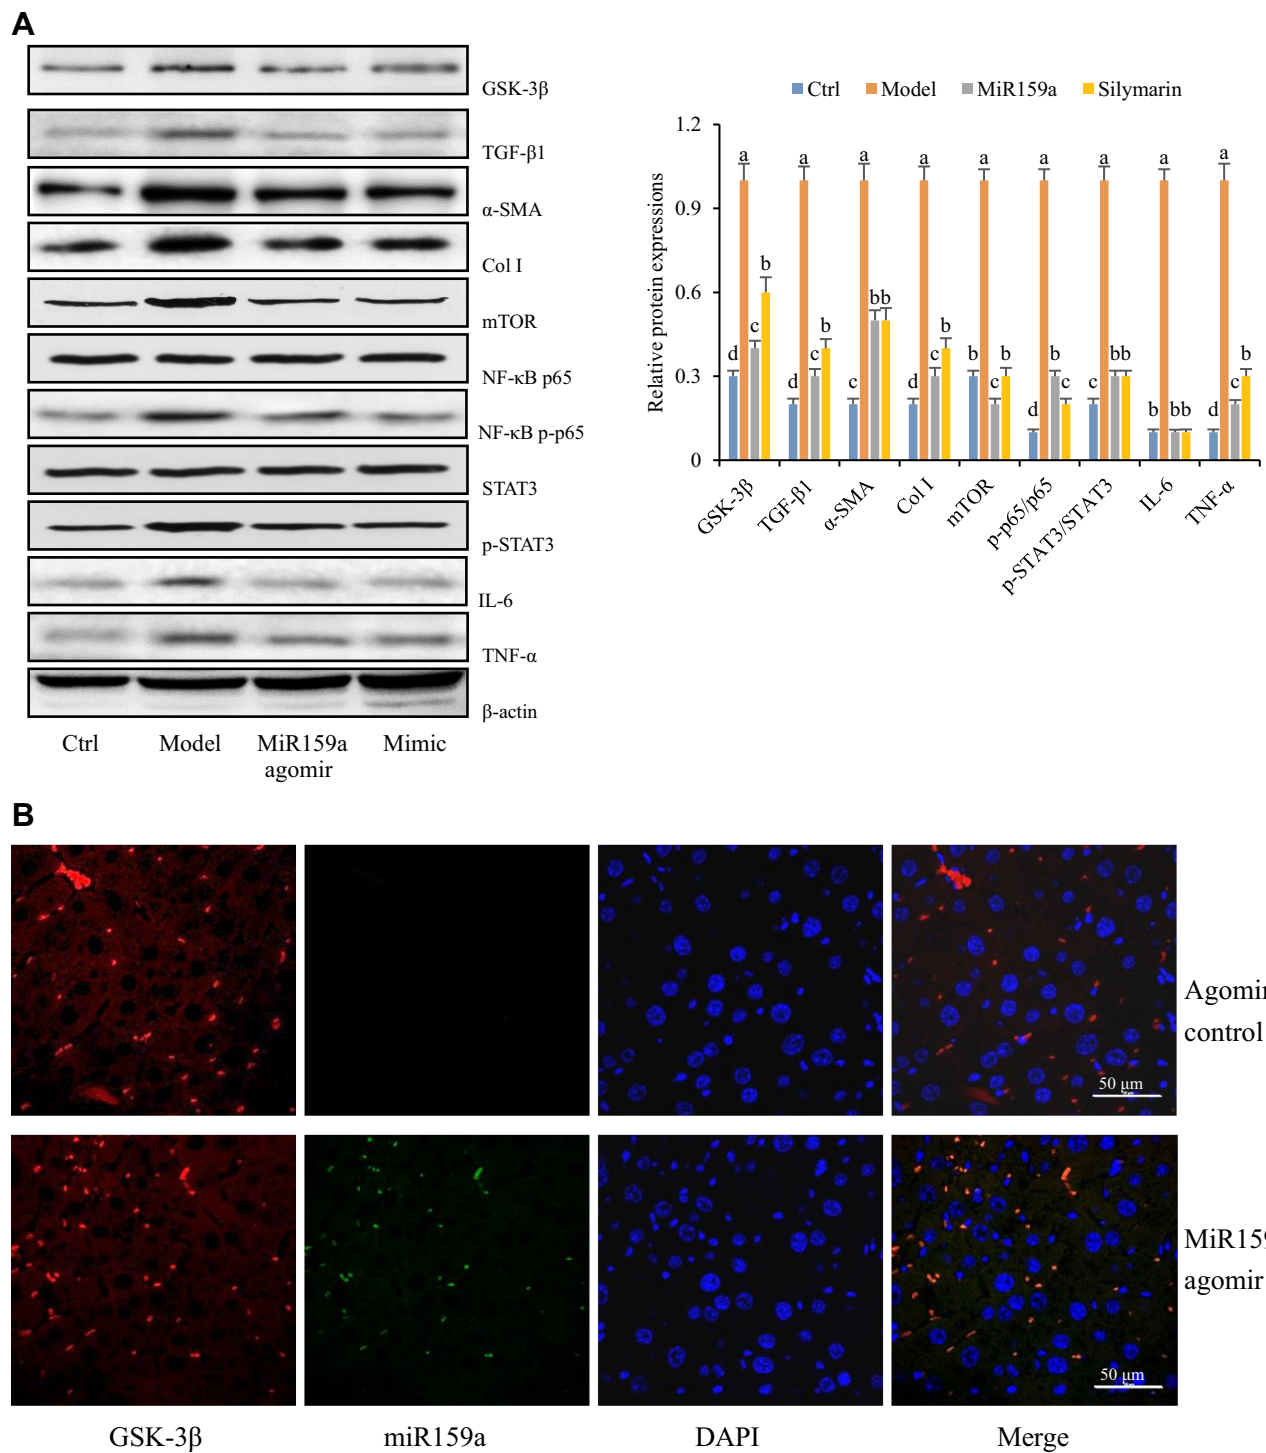 A
GSK-3β
TGF-β1
α-SMA
Col I
mTOR
NF-κB p65
NF-κB p-p65
STAT3
p-STAT3
IL-6
TNF-α
β-actin
Ctrl Model MiR159a agomir Mimic
Ctrl Model MiR159a Silymarin
Relative protein expressions
1.2
0.9
0.6
0.3
0
d a c b
d a c b
c a bb
d a c b
b a c b
d a b c
c a bb
b a bb
d a c b
GSK-3β TGF-β1 α-SMA Col I mTOR p-p65/p65 p-STAT3/STAT3 IL-6 TNF-α
B
Agomir
control
50 μm
MiR159
agomir
50 μm
GSK-3β miR159a DAPI Merge